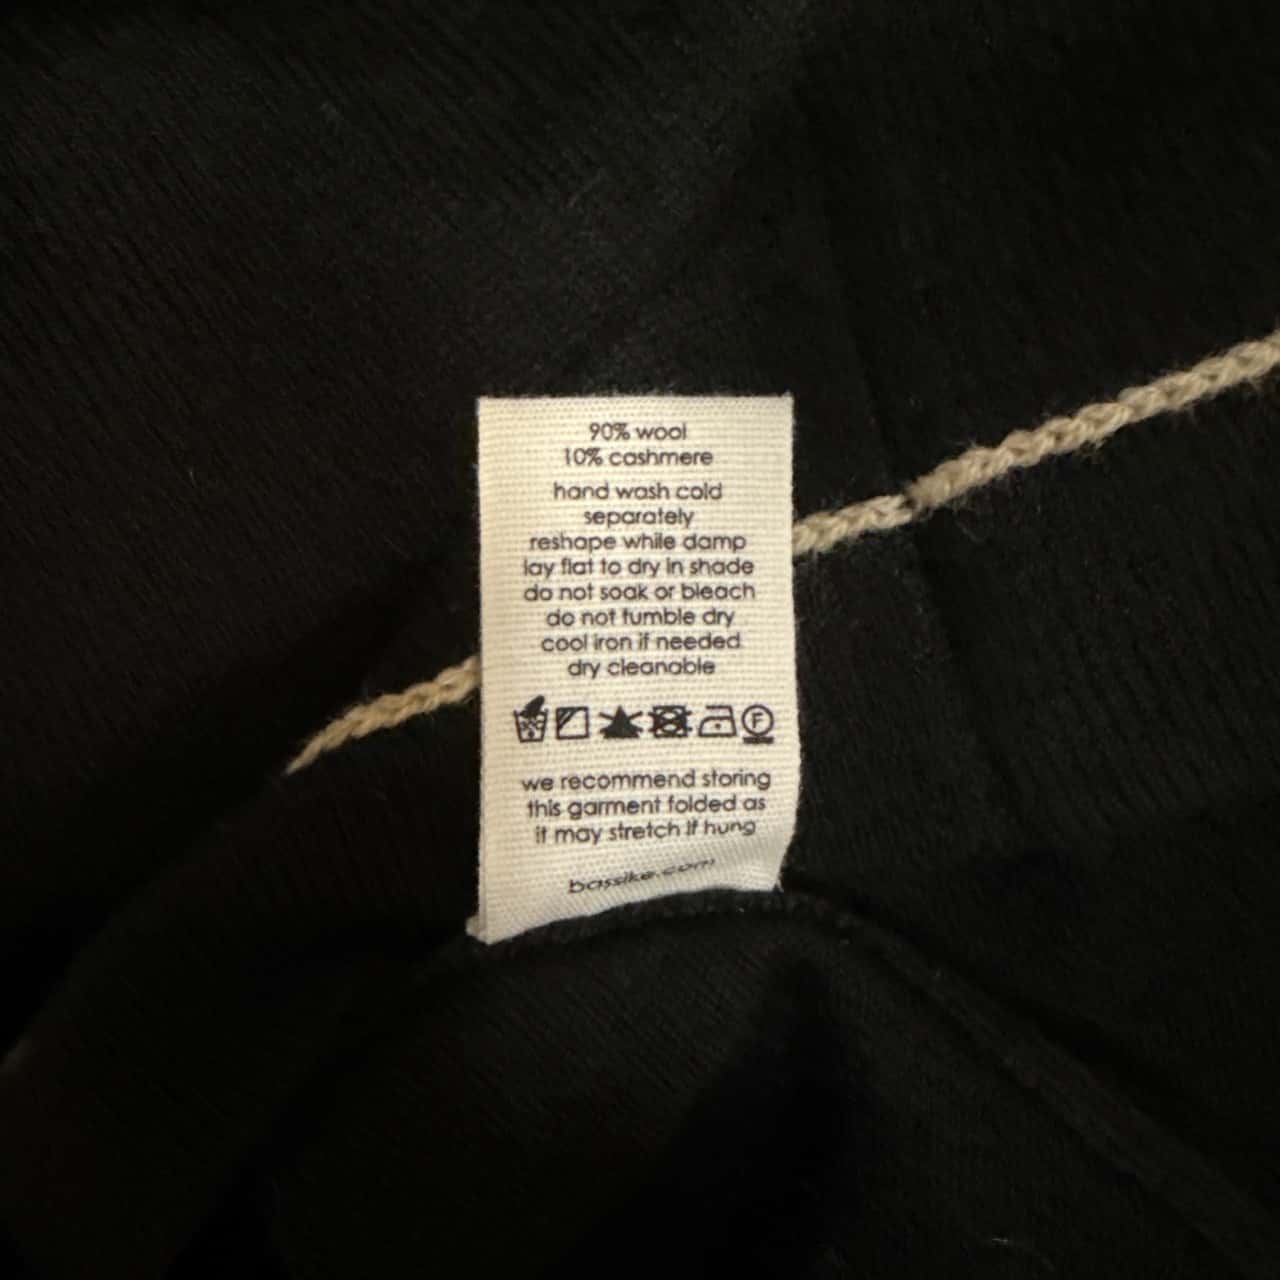 90% wool
10% cashmere
hand wash cold
separately
reshape while damp
lay flat to dry in shade
do not soak or bleach
do not tumble dry
cool iron if needed
dry cleanable
F
we recommend storing
this garment folded as
it may stretch if hung
bassike.com